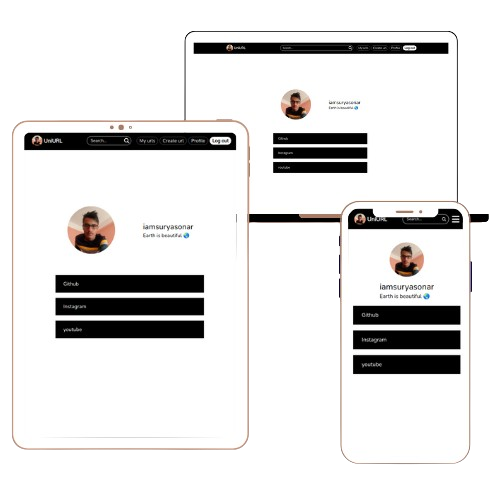 UniURL
Search... My urls Create url Profile Log out
iamsuryasonar
Earth is beautiful 🌏
Github
Instagram
youtube
UniURL
Search... My urls Create url Profile Log out
iamsuryasonar
Earth is beautiful 🌏
Github
Instagram
youtube
UniURL
Search...
iamsuryasonar
Earth is beautiful 🌏
Github
Instagram
youtube